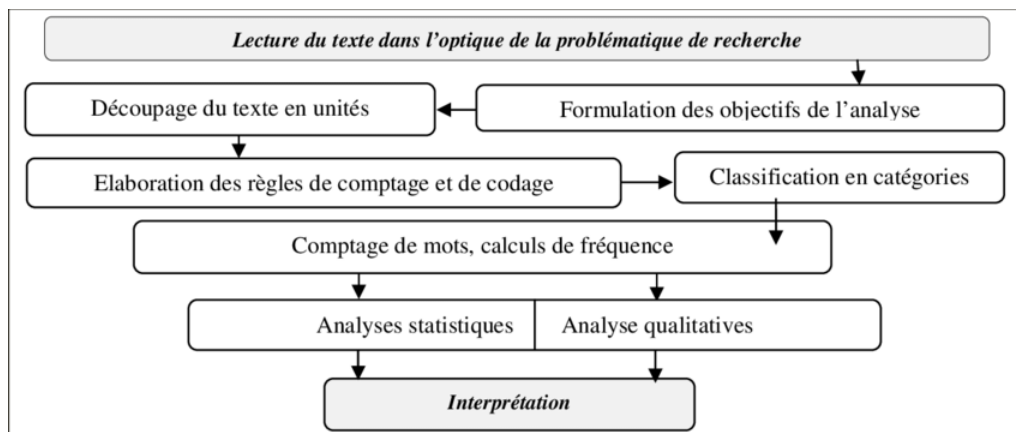 Lecture du texte dans l’optique de la problématique de recherche
Formulation des objectifs de l’analyse
Découpage du texte en unités
Elaboration des règles de comptage et de codage
Classification en catégories
Comptage de mots, calculs de fréquence
Analyses statistiques
Analyse qualitatives
Interprétation